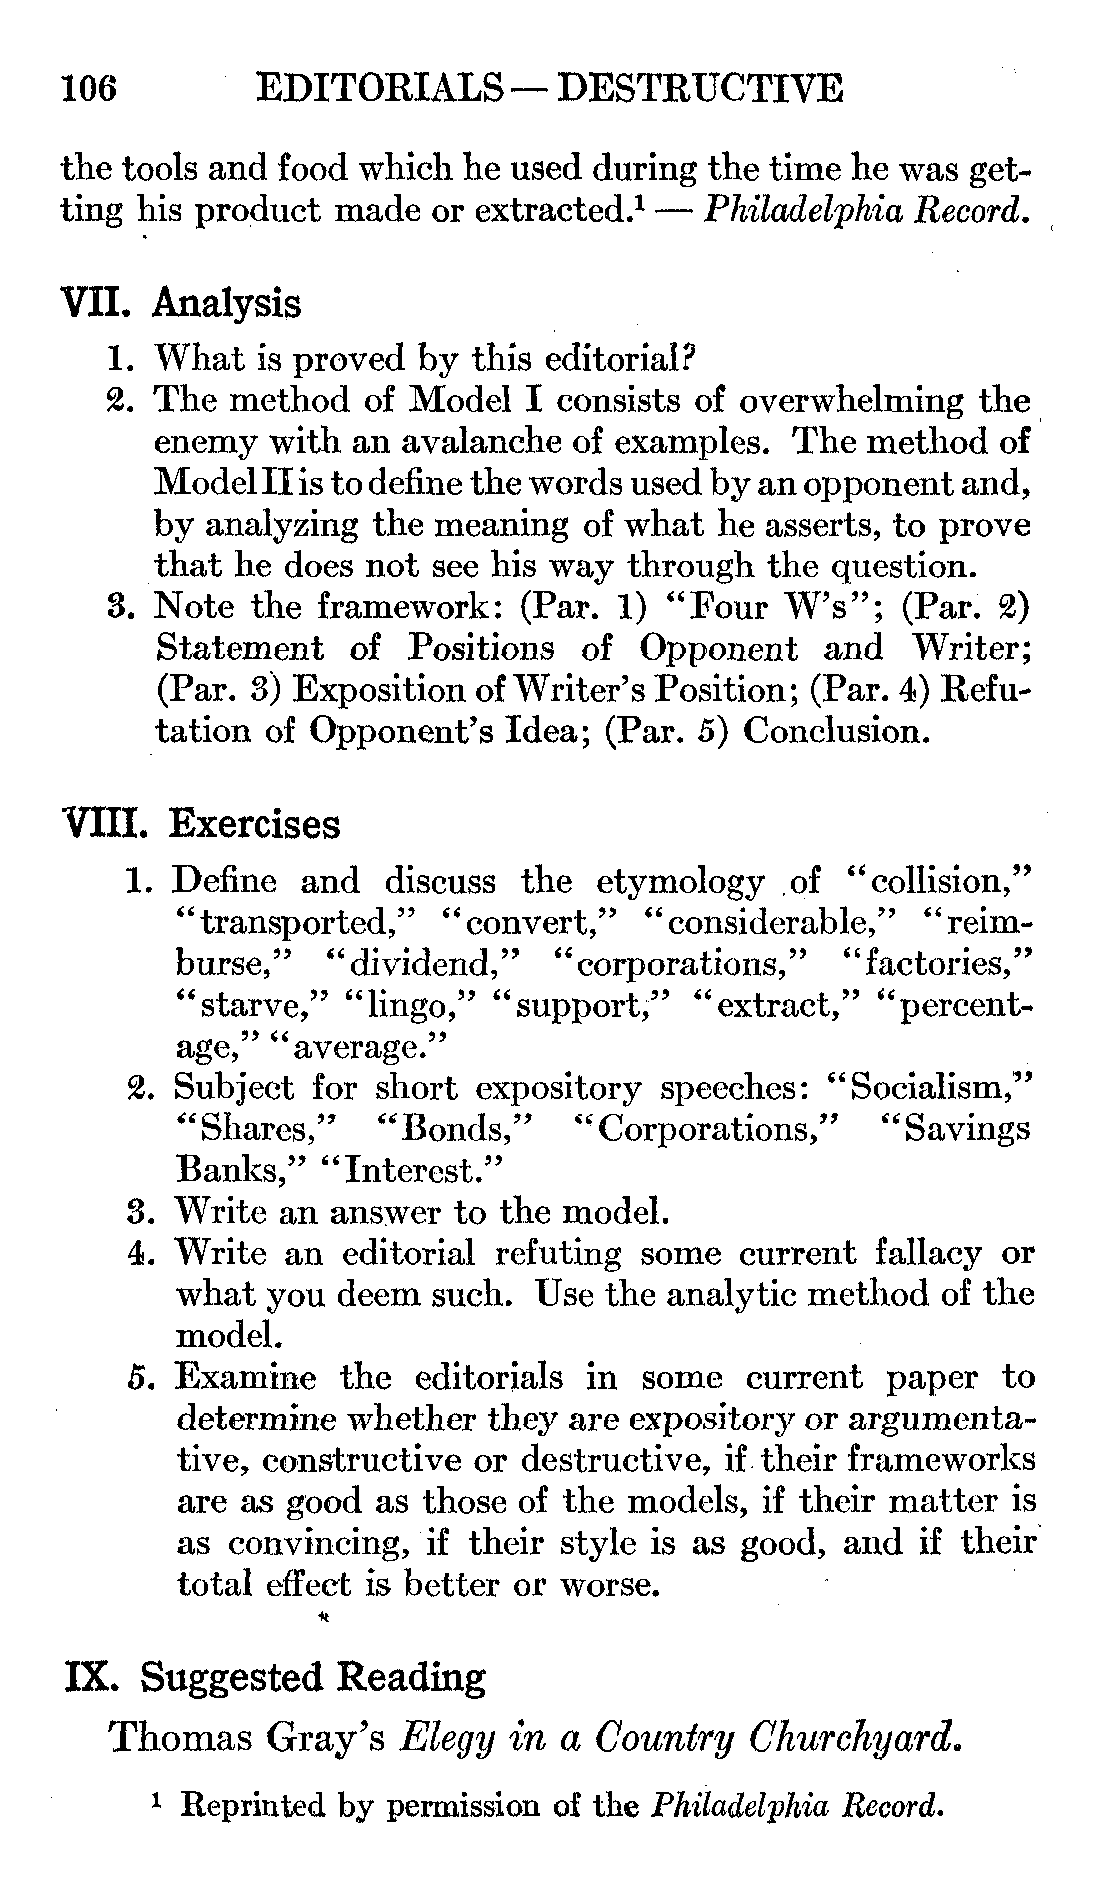 106 EDITORIALS — DESTRUCTIVE
the tools and food which he used during the time he was get-
ting his product made or extracted.¹ — Philadelphia Record.
VII. Analysis
1. What is proved by this editorial?
2. The method of Model I consists of overwhelming the
enemy with an avalanche of examples. The method of
Model II is to define the words used by an opponent and,
by analyzing the meaning of what he asserts, to prove
that he does not see his way through the question.
3. Note the framework: (Par. 1) “Four W’s”; (Par. 2)
Statement of Positions of Opponent and Writer;
(Par. 3) Exposition of Writer’s Position; (Par. 4) Refu-
tation of Opponent’s Idea; (Par. 5) Conclusion.
VIII. Exercises
1. Define and discuss the etymology of “collision,”
“transported,” “convert,” “considerable,” “reim-
burse,” “dividend,” “corporations,” “factories,”
“starve,” “lingo,” “support,” “extract,” “percent-
age,” “average.”
2. Subject for short expository speeches: “Socialism,”
“Shares,” “Bonds,” “Corporations,” “Savings
Banks,” “Interest.”
3. Write an answer to the model.
4. Write an editorial refuting some current fallacy or
what you deem such. Use the analytic method of the
model.
5. Examine the editorials in some current paper to
determine whether they are expository or argumenta-
tive, constructive or destructive, if their frameworks
are as good as those of the models, if their matter is
as convincing, if their style is as good, and if their
total effect is better or worse.
IX. Suggested Reading
Thomas Gray’s Elegy in a Country Churchyard.
¹ Reprinted by permission of the Philadelphia Record.